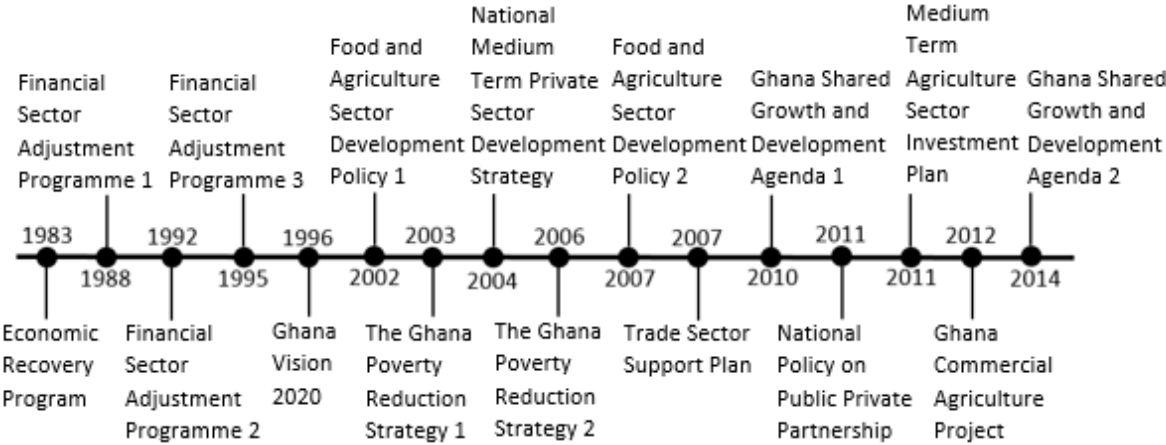 Financial
Sector
Adjustment
Programme 1
Financial
Sector
Adjustment
Programme 3
Food and
Agriculture
Sector
Development
Policy 1
National
Medium
Term Private
Sector
Development
Strategy
Food and
Agriculture
Sector
Development
Policy 2
Ghana Shared
Growth and
Development
Agenda 1
Medium
Term
Agriculture
Sector
Investment
Plan
Ghana Shared
Growth and
Development
Agenda 2
1983
1988
1992
1995
1996
2002
2003
2004
2006
2007
2007
2010
2011
2011
2012
2014
Economic
Recovery
Program
Financial
Sector
Adjustment
Programme 2
Ghana
Vision
2020
The Ghana
Poverty
Reduction
Strategy 1
The Ghana
Poverty
Reduction
Strategy 2
Trade Sector
Support Plan
National
Policy on
Public Private
Partnership
Ghana
Commercial
Agriculture
Project